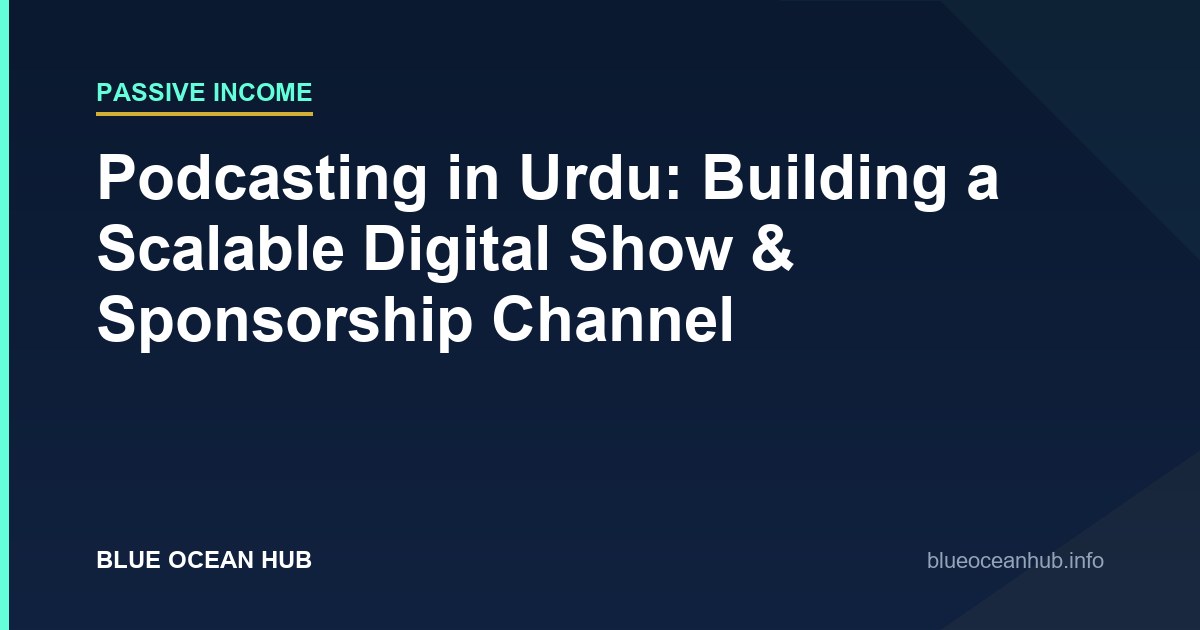 PASSIVE INCOME
Podcasting in Urdu: Building a
Scalable Digital Show &
Sponsorship Channel
BLUE OCEAN HUB
blueoceanhub.info